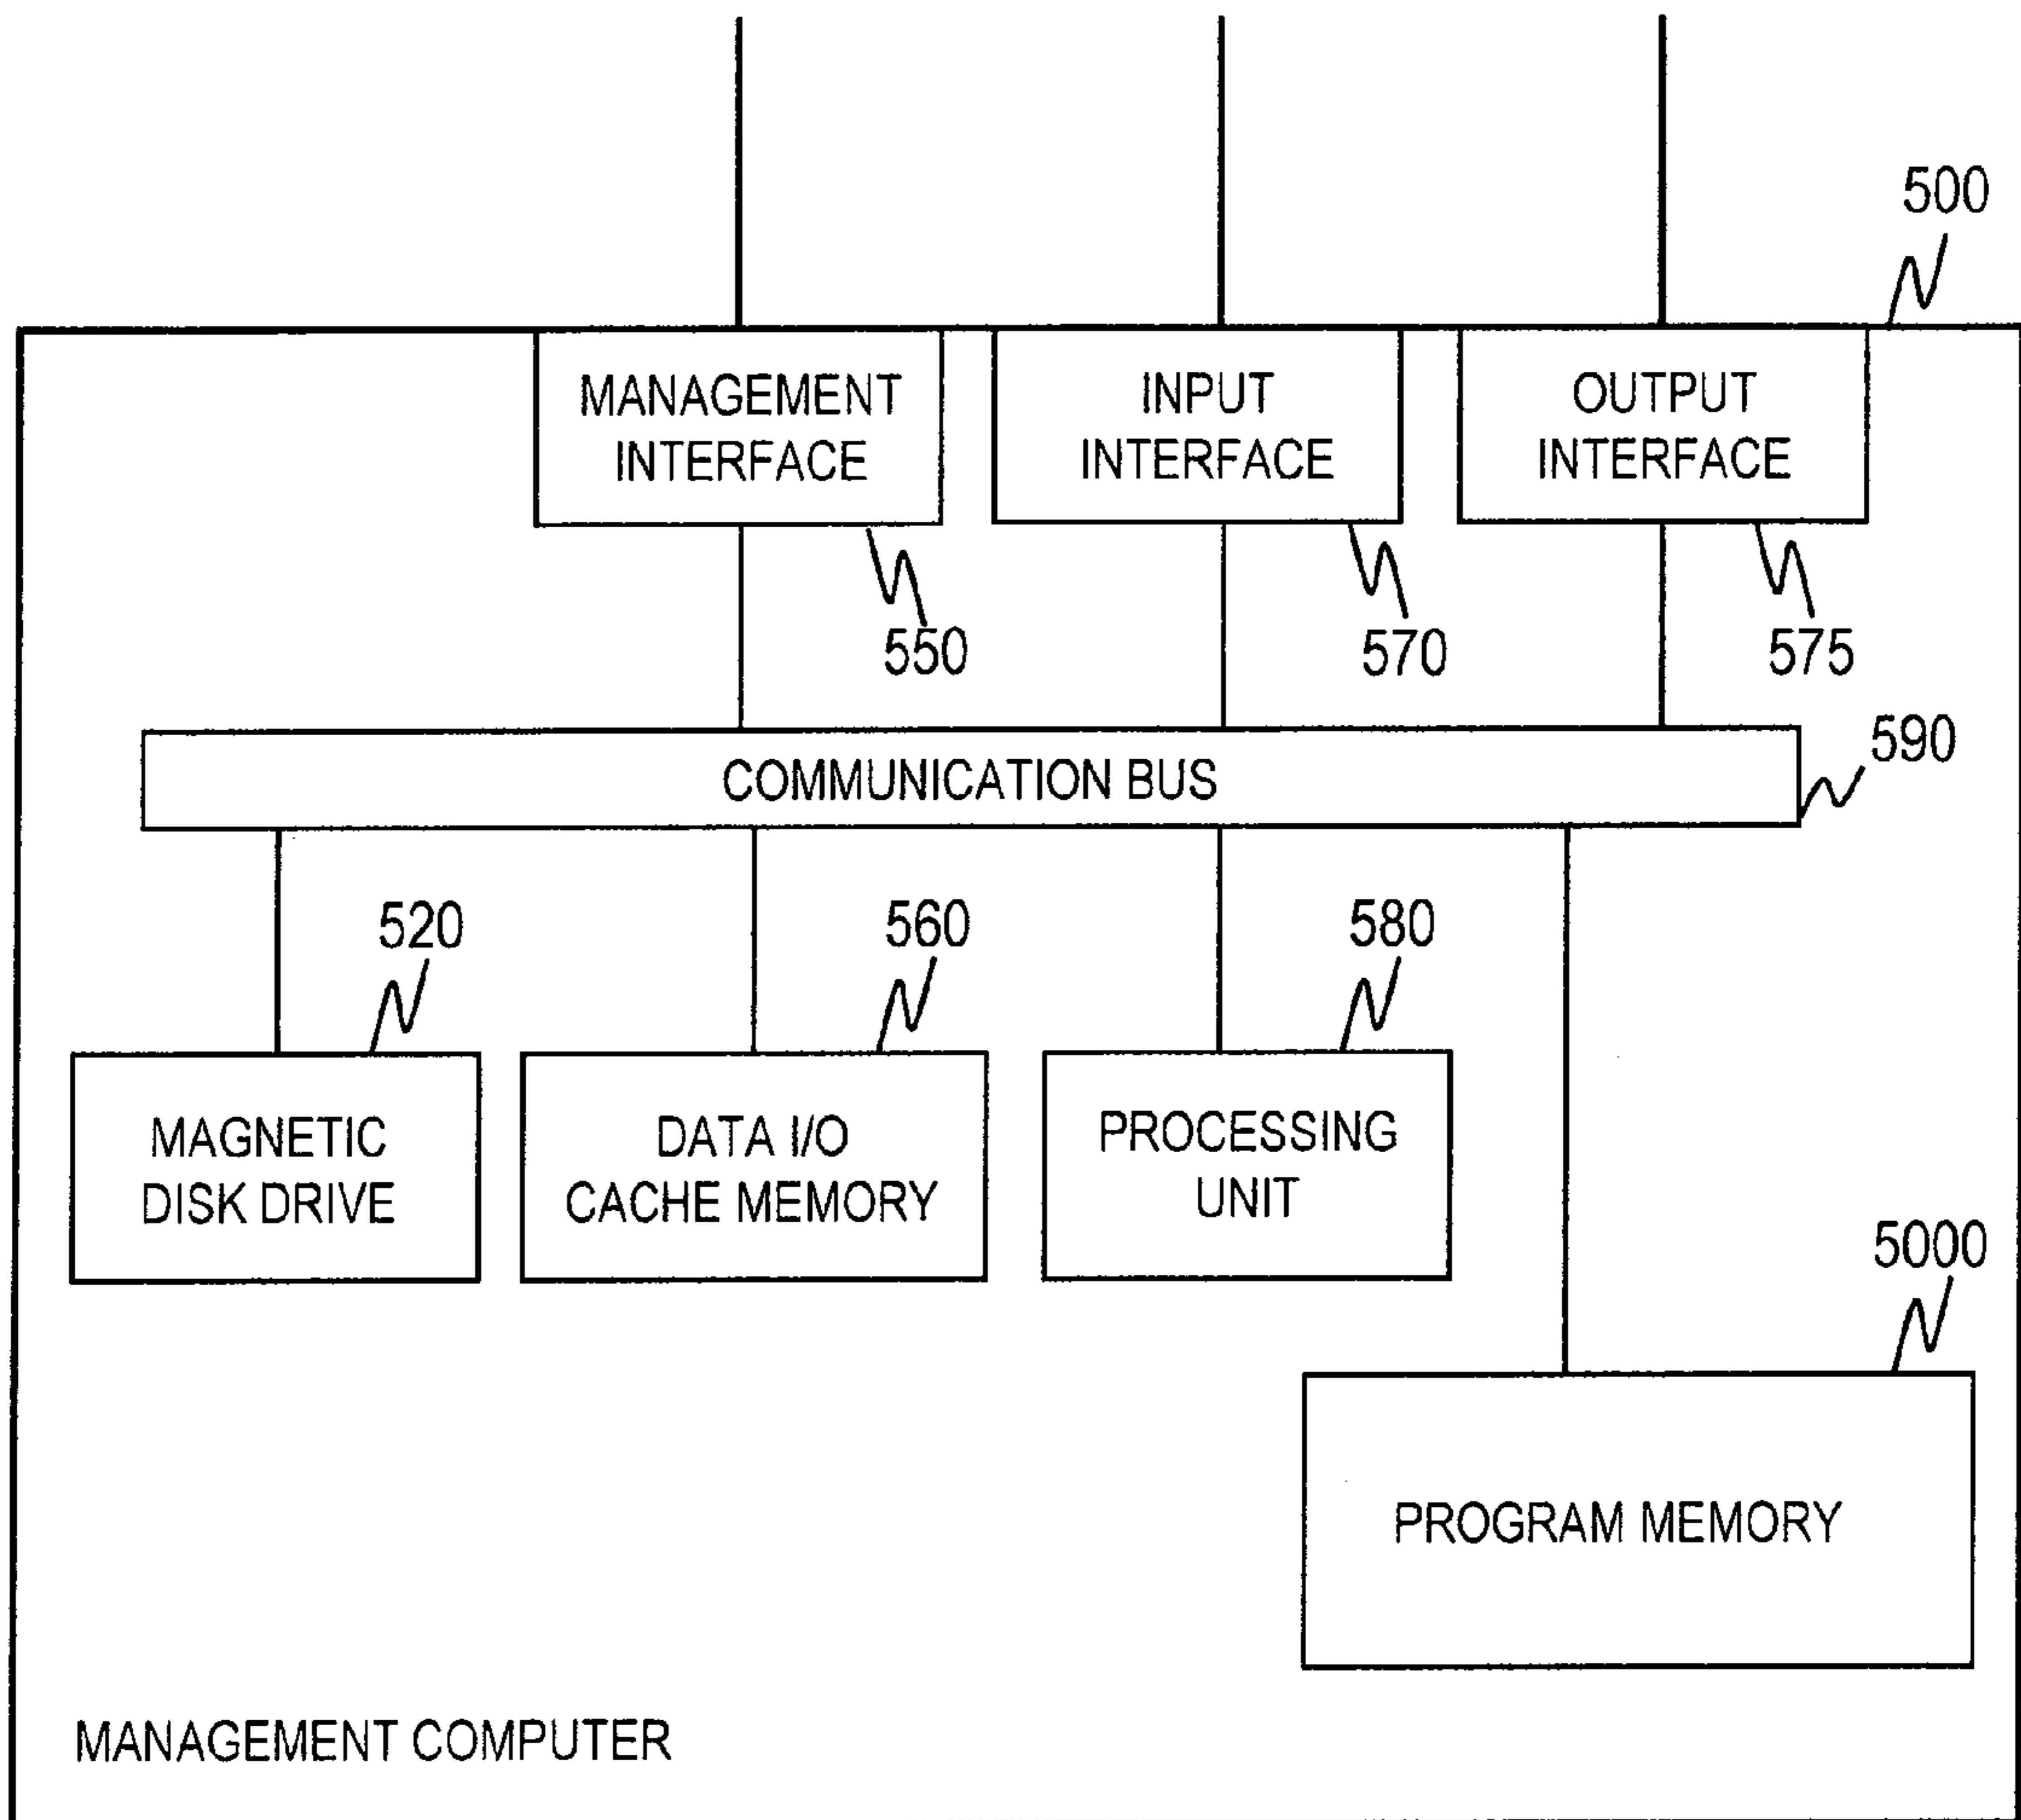 500
MANAGEMENT
INTERFACE
INPUT
INTERFACE
OUTPUT
INTERFACE
550
570
575
590
COMMUNICATION BUS
520
560
580
MAGNETIC
DISK DRIVE
DATA I/O
CACHE MEMORY
PROCESSING
UNIT
5000
PROGRAM MEMORY
MANAGEMENT COMPUTER